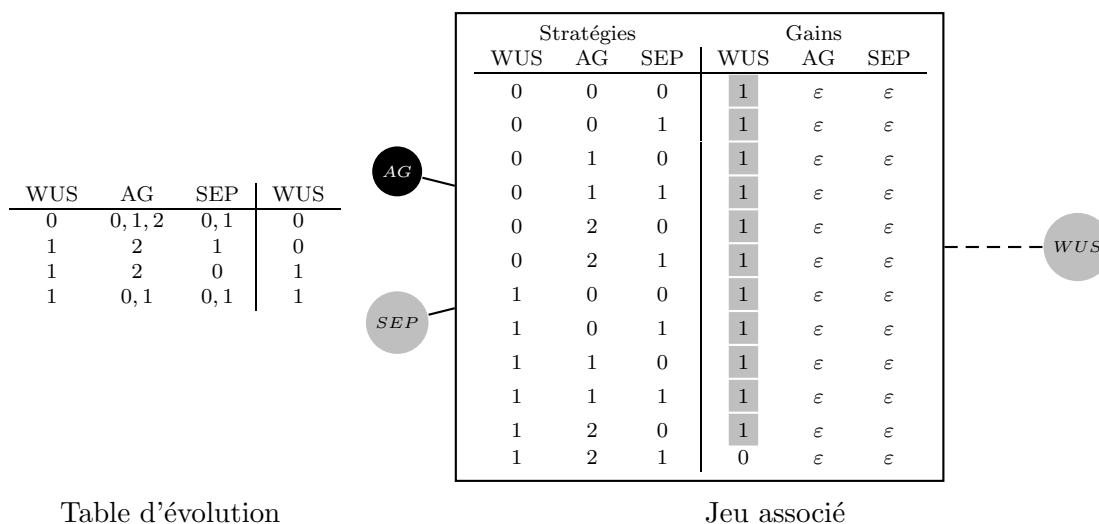 Stratégies Gains
WUS AG SEP WUS AG SEP
0 0 0 1 ε ε
0 0 1 1 ε ε
0 1 0 1 ε ε
0 1 1 1 ε ε
0 2 0 1 ε ε
0 2 1 1 ε ε
1 0 0 1 ε ε
1 0 1 1 ε ε
1 1 0 1 ε ε
1 1 1 1 ε ε
1 2 0 1 ε ε
1 2 1 0 ε ε
AG
SEP
WUS
WUS AG SEP WUS
0 0, 1, 2 0, 1 0
1 2 1 0
1 2 0 1
1 0, 1 0, 1 1
Table d'évolution
Jeu associé